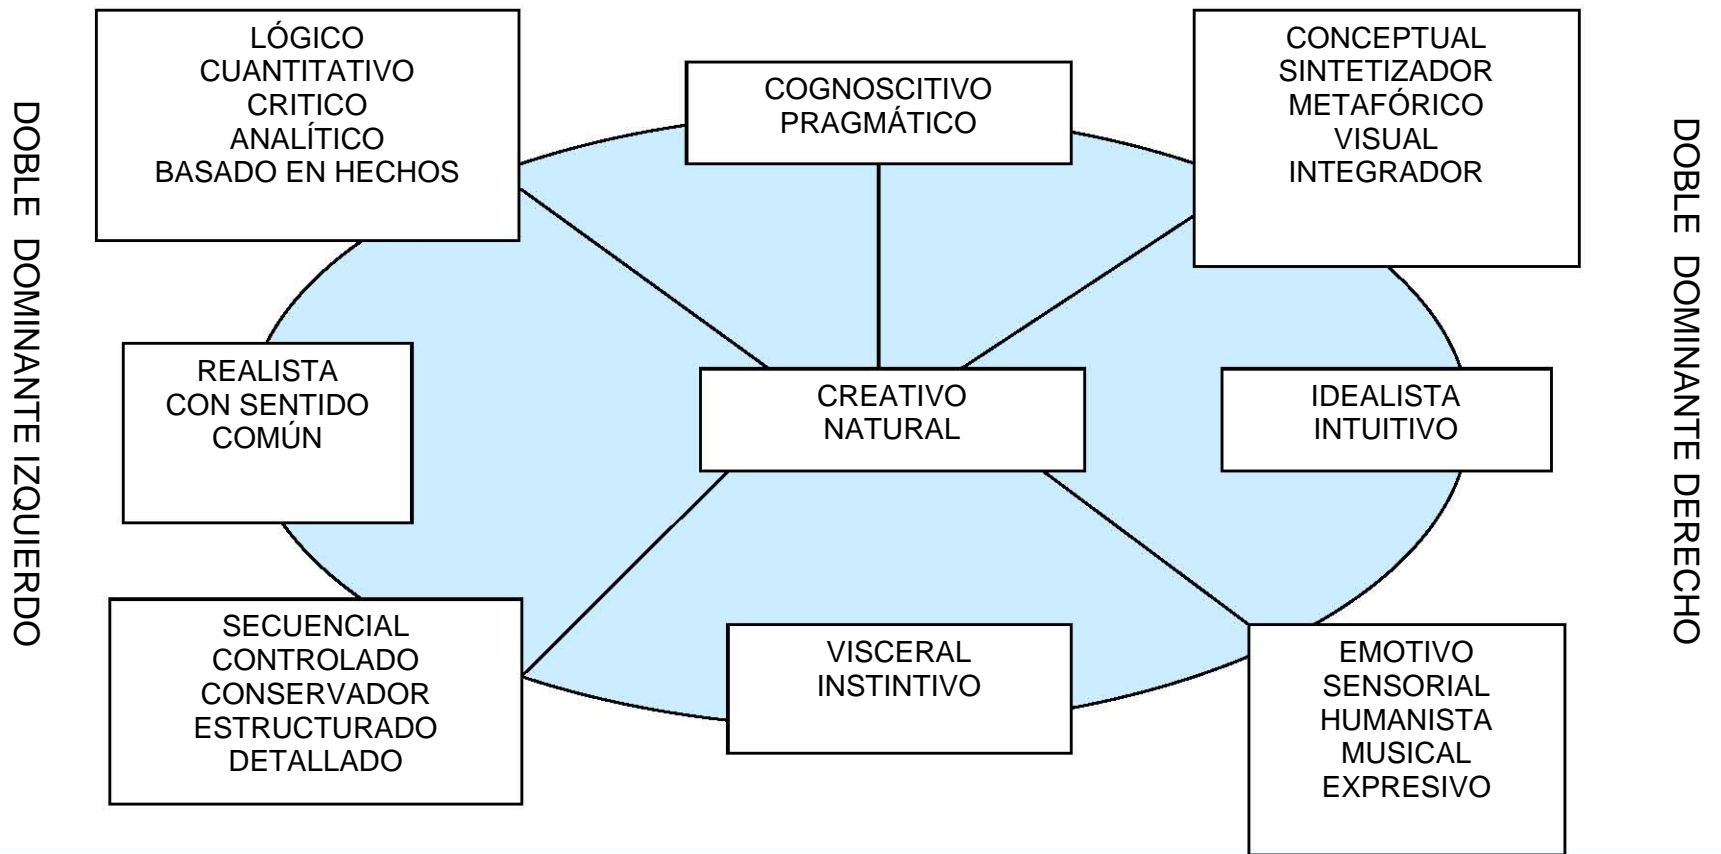 DOBLE DOMINANTE IZQUIERDO
LÓGICO
CUANTITATIVO
CRITICO
ANALÍTICO
BASADO EN HECHOS
COGNOSCITIVO
PRAGMÁTICO
CONCEPTUAL
SINTETIZADOR
METAFÓRICO
VISUAL
INTEGRADOR
REALISTA
CON SENTIDO
COMÚN
CREATIVO
NATURAL
IDEALISTA
INTUITIVO
SECUENCIAL
CONTROLADO
CONSERVADOR
ESTRUCTURADO
DETALLADO
VISCERAL
INSTINTIVO
EMOTIVO
SENSORIAL
HUMANISTA
MUSICAL
EXPRESIVO
DOBLE DOMINANTE DERECHO